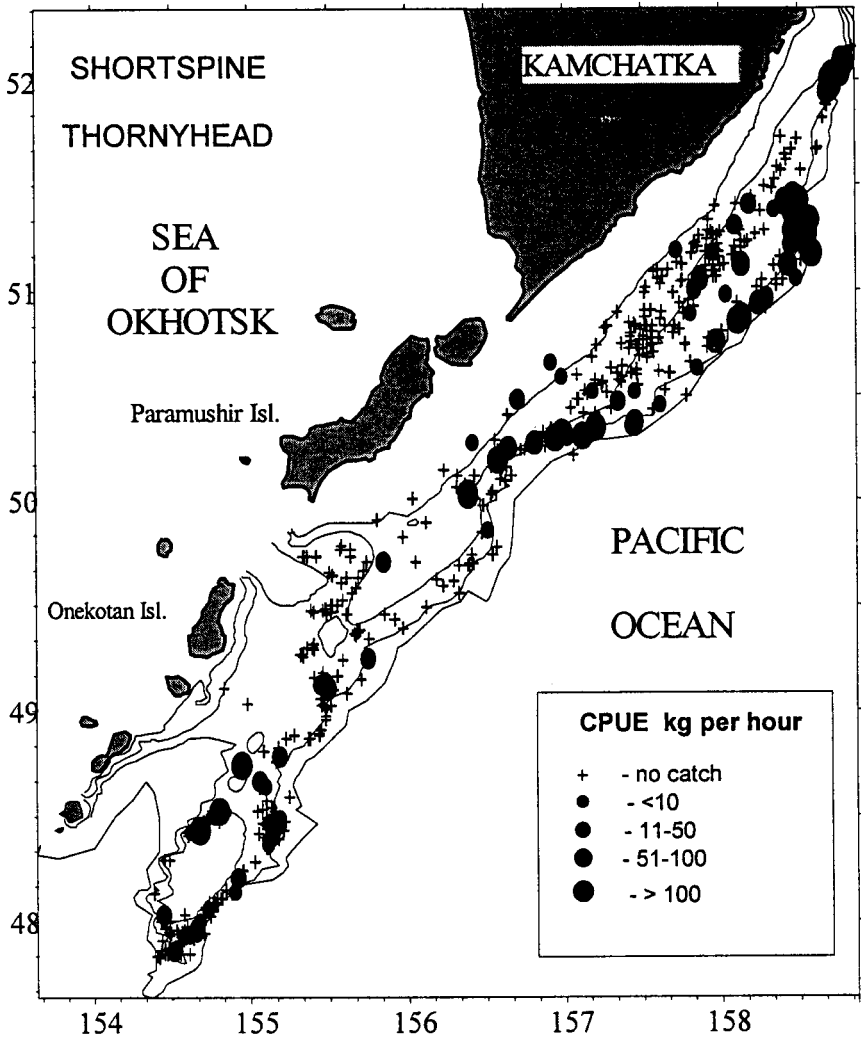 SHORTSPINE
THORNYHEAD
KAMCHATKA
SEA
OF
OKHOTSK
Paramushir Isl.
Onekotan Isl.
PACIFIC
OCEAN
CPUE kg per hour
+ - no catch
- <10
- 11-50
- 51-100
- > 100
52
51
50
49
48
154 155 156 157 158